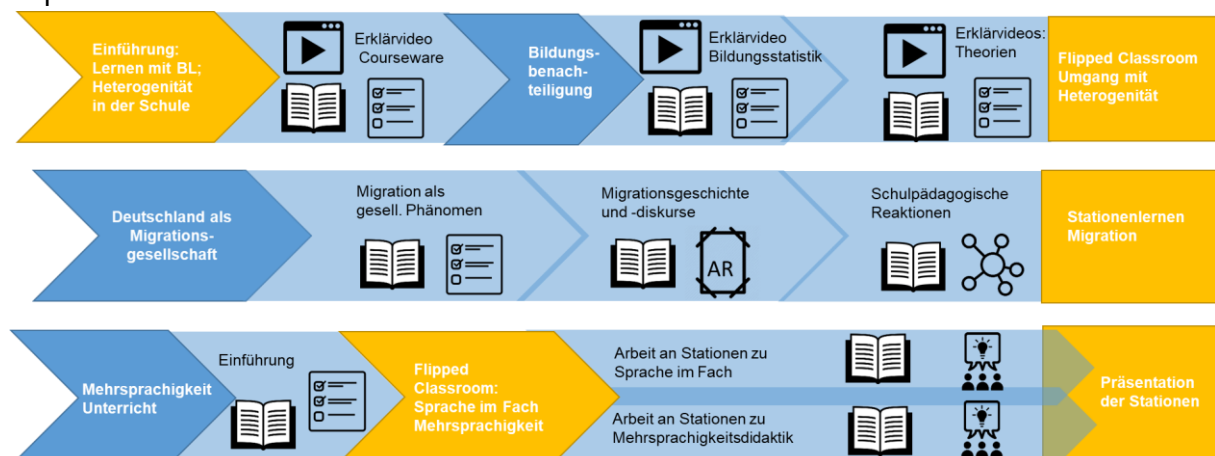 Einführung:
Lernen mit BL;
Heterogenität
in der Schule
Erklärvideo
Courseware
Bildungs-
benach-
teiligung
Erklärvideo
Bildungsstatistik
Erklärvideos:
Theorien
Flipped Classroom
Umgang mit
Heterogenität
Deutschland als
Migrations-
gesellschaft
Migration als
gesell. Phänomen
Migrationsgeschichte
und -diskurse
AR
Schulpädagogische
Reaktionen
Stationenlernen
Migration
Mehrsprachigkeit
Unterricht
Einführung
Flipped
Classroom:
Sprache im Fach
Mehrsprachigkeit
Arbeit an Stationen zu
Sprache im Fach
Arbeit an Stationen zu
Mehrsprachigkeitsdidaktik
Präsentation
der Stationen